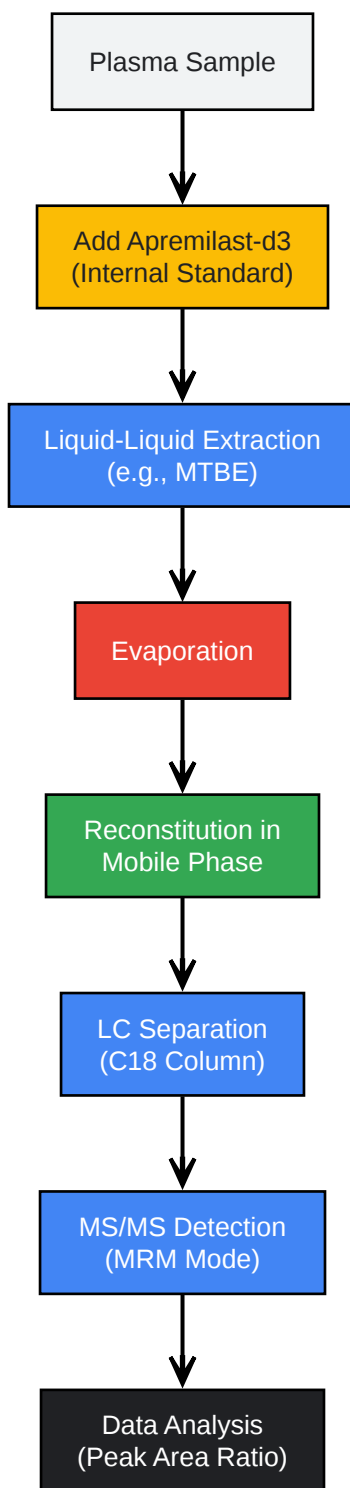 Plasma Sample
Add Apremilast-d3
(Internal Standard)
Liquid-Liquid Extraction
(e.g., MTBE)
Evaporation
Reconstitution in
Mobile Phase
LC Separation
(C18 Column)
MS/MS Detection
(MRM Mode)
Data Analysis
(Peak Area Ratio)